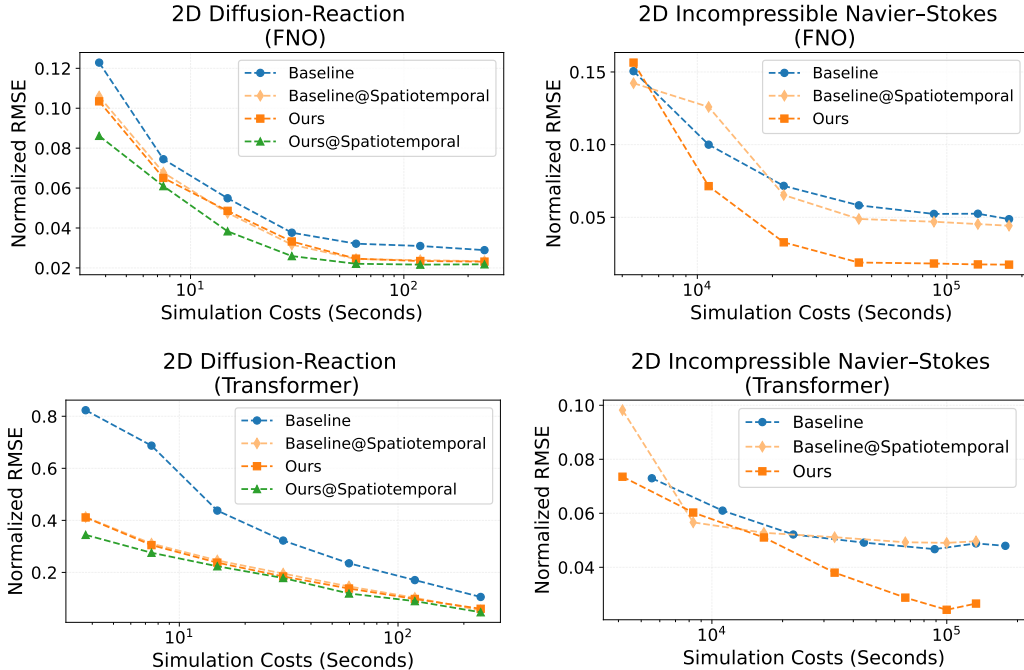 2D Diffusion-Reaction
(FNO)
Normalized RMSE
0.12
0.10
0.08
0.06
0.04
0.02
Baseline
Baseline@Spatiotemporal
Ours
Ours@Spatiotemporal
10¹
10²
Simulation Costs (Seconds)
2D Incompressible Navier–Stokes
(FNO)
Normalized RMSE
0.15
0.10
0.05
Baseline
Baseline@Spatiotemporal
Ours
10⁴
10⁵
Simulation Costs (Seconds)
2D Diffusion-Reaction
(Transformer)
Normalized RMSE
0.8
0.6
0.4
0.2
Baseline
Baseline@Spatiotemporal
Ours
Ours@Spatiotemporal
10¹
10²
Simulation Costs (Seconds)
2D Incompressible Navier–Stokes
(Transformer)
Normalized RMSE
0.10
0.08
0.06
0.04
Baseline
Baseline@Spatiotemporal
Ours
10⁴
10⁵
Simulation Costs (Seconds)